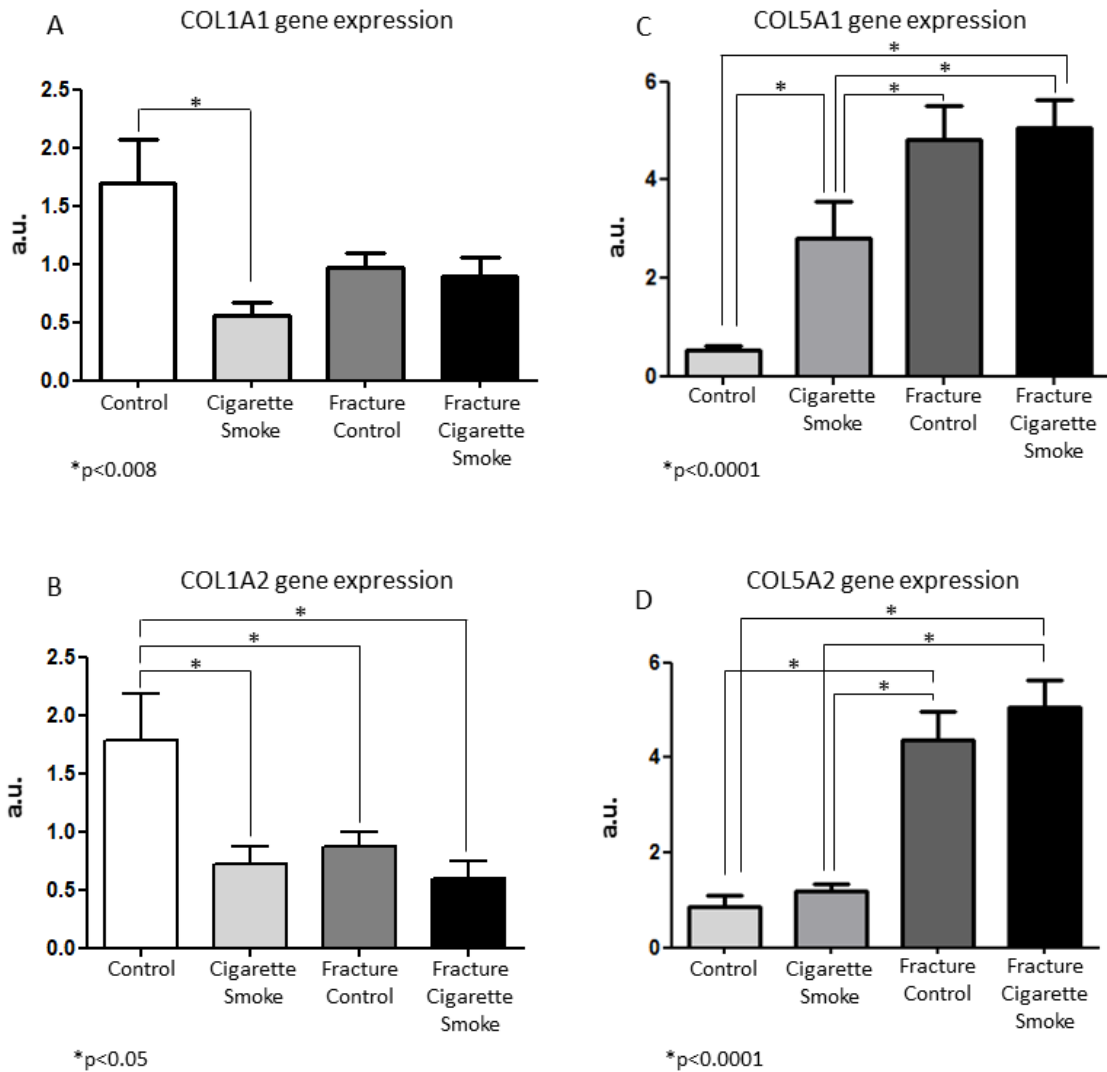 A
COL1A1 gene expression
2.5
2.0
1.5
1.0
0.5
0.0
a.u.
*
Control
Cigarette
Smoke
Fracture
Control
Fracture
Cigarette
Smoke
*p<0.008
C
COL5A1 gene expression
6
4
2
0
a.u.
*
*
*
*
Control
Cigarette
Smoke
Fracture
Control
Fracture
Cigarette
Smoke
*p<0.0001
B
COL1A2 gene expression
2.5
2.0
1.5
1.0
0.5
0.0
a.u.
*
*
*
Control
Cigarette
Smoke
Fracture
Control
Fracture
Cigarette
Smoke
*p<0.05
D
COL5A2 gene expression
6
4
2
0
a.u.
*
*
*
*
Control
Cigarette
Smoke
Fracture
Control
Fracture
Cigarette
Smoke
*p<0.0001